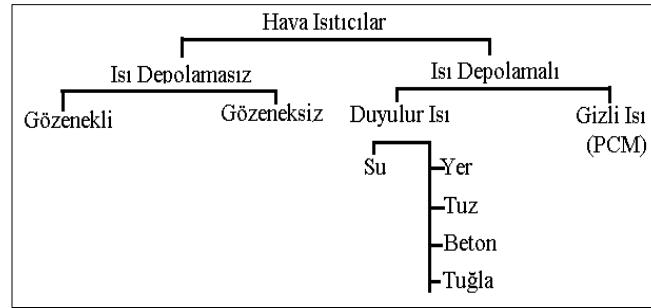 Hava Isıtıcılar
Isı Depolamasız
Isı Depolamalı
Gözenekli
Gözeneksiz
Duyulur Isı
Gizli Isı
(PCM)
Su
Yer
Tuz
Beton
Tuğla